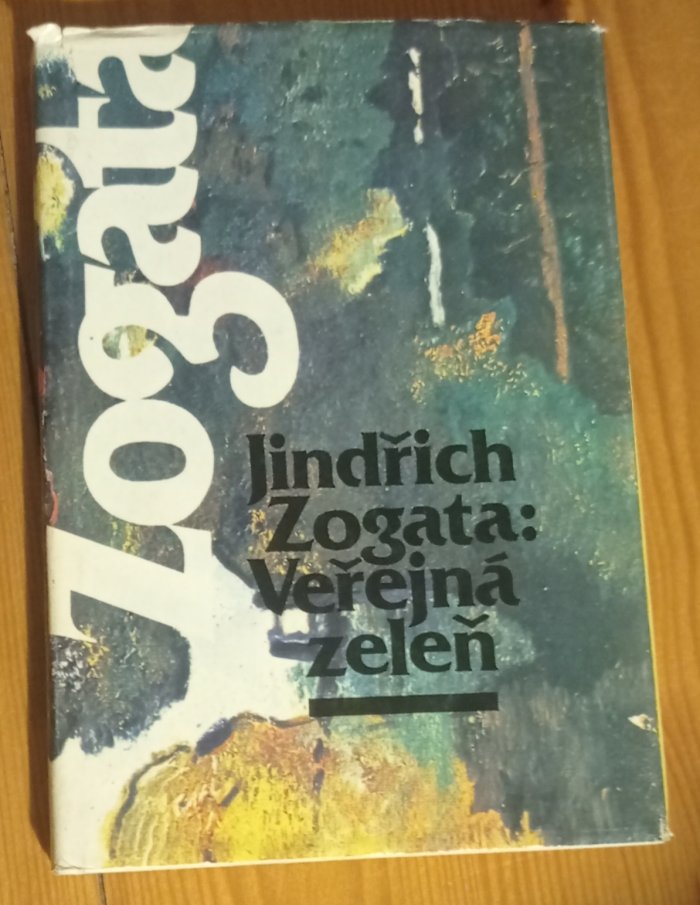 Zogata
Jindřich
Zogata:
Veřejná
zeleň